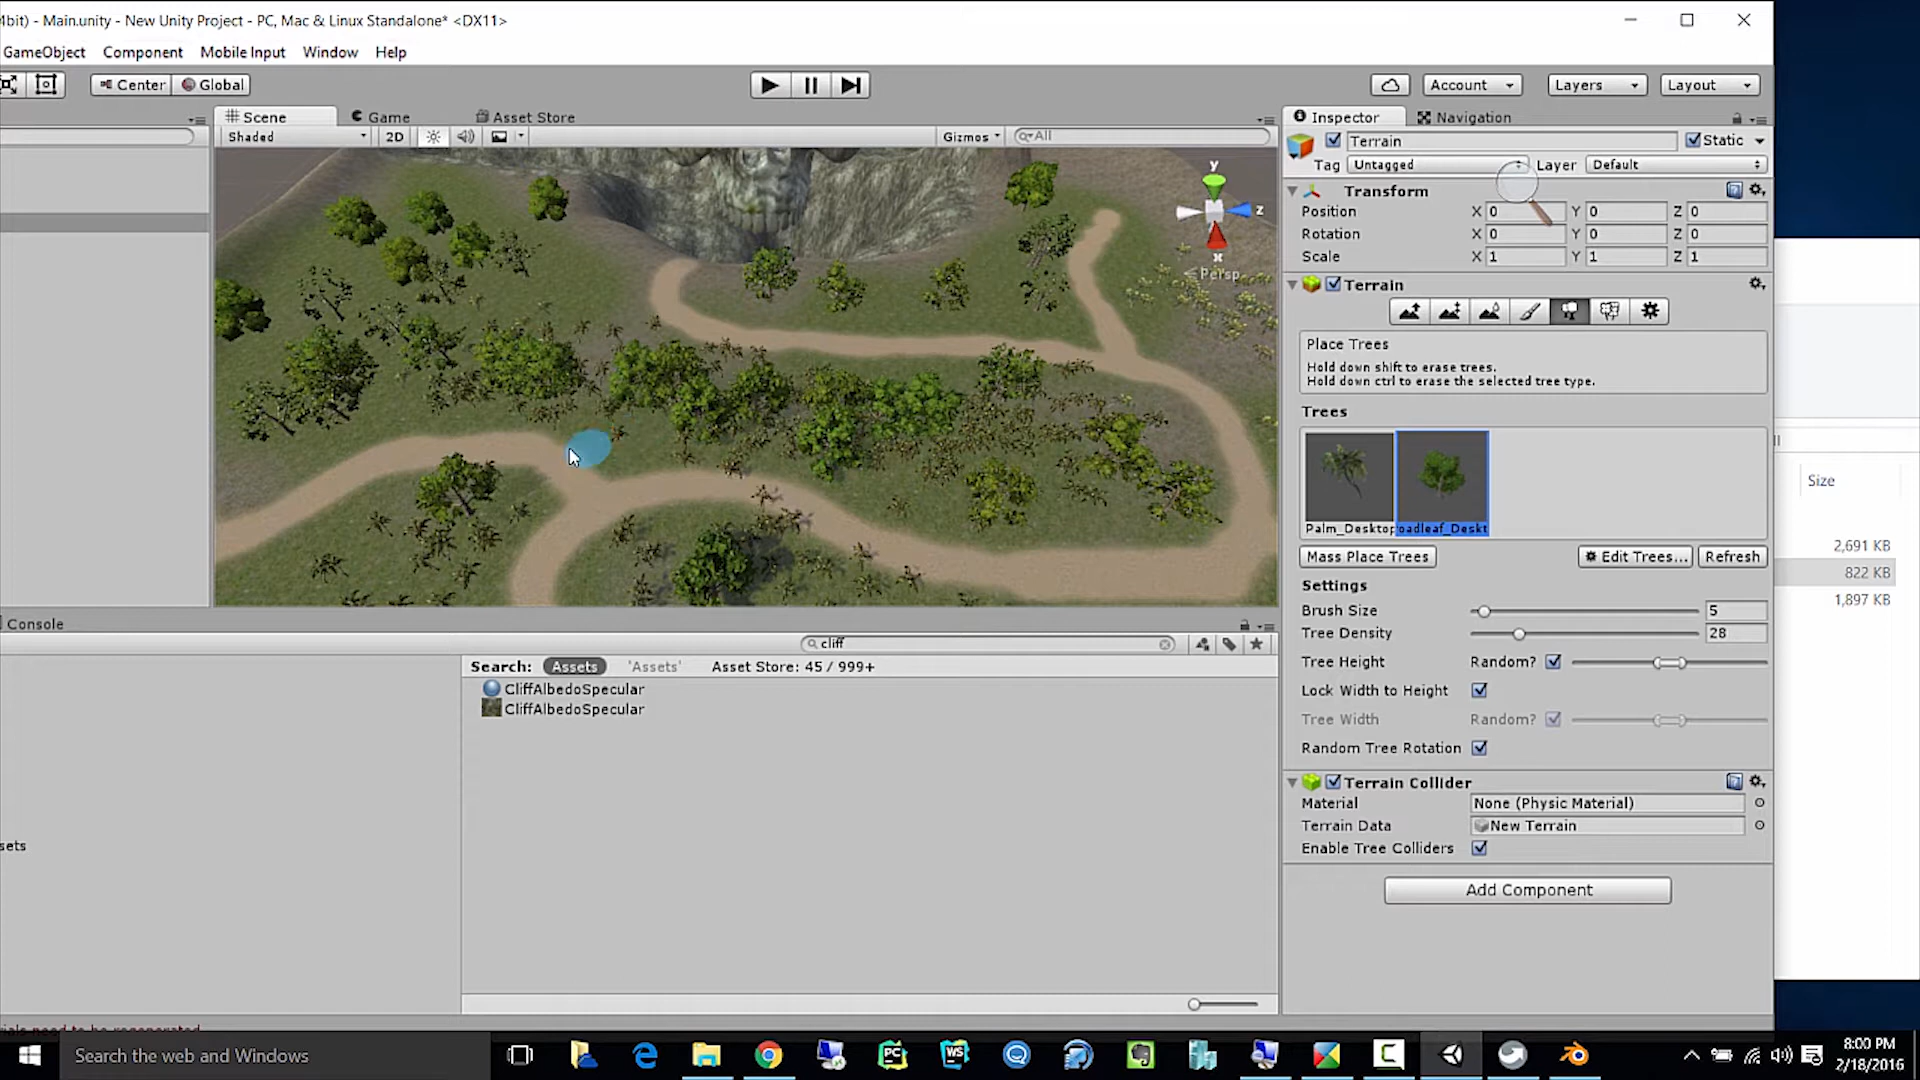 4bit) - Main.unity - New Unity Project - PC, Mac & Linux Standalone* <DX11>
GameObject Component Mobile Input Window Help
Center Global Account Layers Layout
Scene Game Asset Store Inspector Navigation
Shaded 2D Gizmos All
Terrain Static
Tag Untagged Layer Default
Transform
Position X 0 Y 0 Z 0
Rotation X 0 Y 0 Z 0
Scale X 1 Y 1 Z 1
y
z
x
Persp
Terrain
Place Trees
Hold down shift to erase trees.
Hold down ctrl to erase the selected tree type.
Trees
Palm_Desktop oadleaf_Deskt
Mass Place Trees Edit Trees... Refresh
Settings
Brush Size 5
Tree Density 28
Tree Height Random?
Lock Width to Height
Tree Width Random?
Random Tree Rotation
Terrain Collider
Material None (Physic Material)
Terrain Data New Terrain
Enable Tree Colliders
Add Component
Size
2,691 KB
822 KB
1,897 KB
Console
cliff
Search: Assets 'Assets' Asset Store: 45 / 999+
CliffAlbedoSpecular
CliffAlbedoSpecular
sets
ials need to be regenerated
Search the web and Windows
PC WS C
8:00 PM
2/18/2016